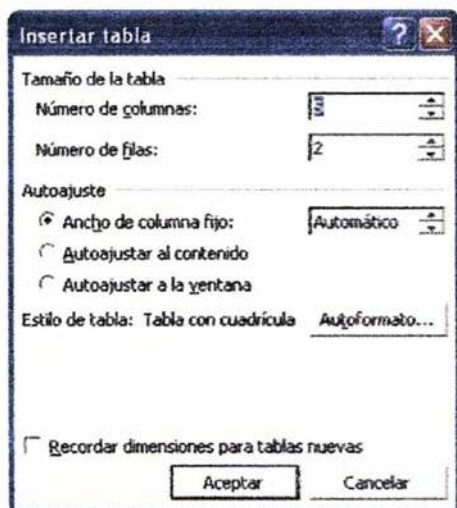 Insertar tabla
Tamaño de la tabla
Número de columnas:
Número de filas: 2
Autoajuste
Ancho de columna fijo: Automático
Autoajustar al contenido
Autoajustar a la ventana
Estilo de tabla: Tabla con cuadrícula Autoformato...
Recordar dimensiones para tablas nuevas
Aceptar Cancelar